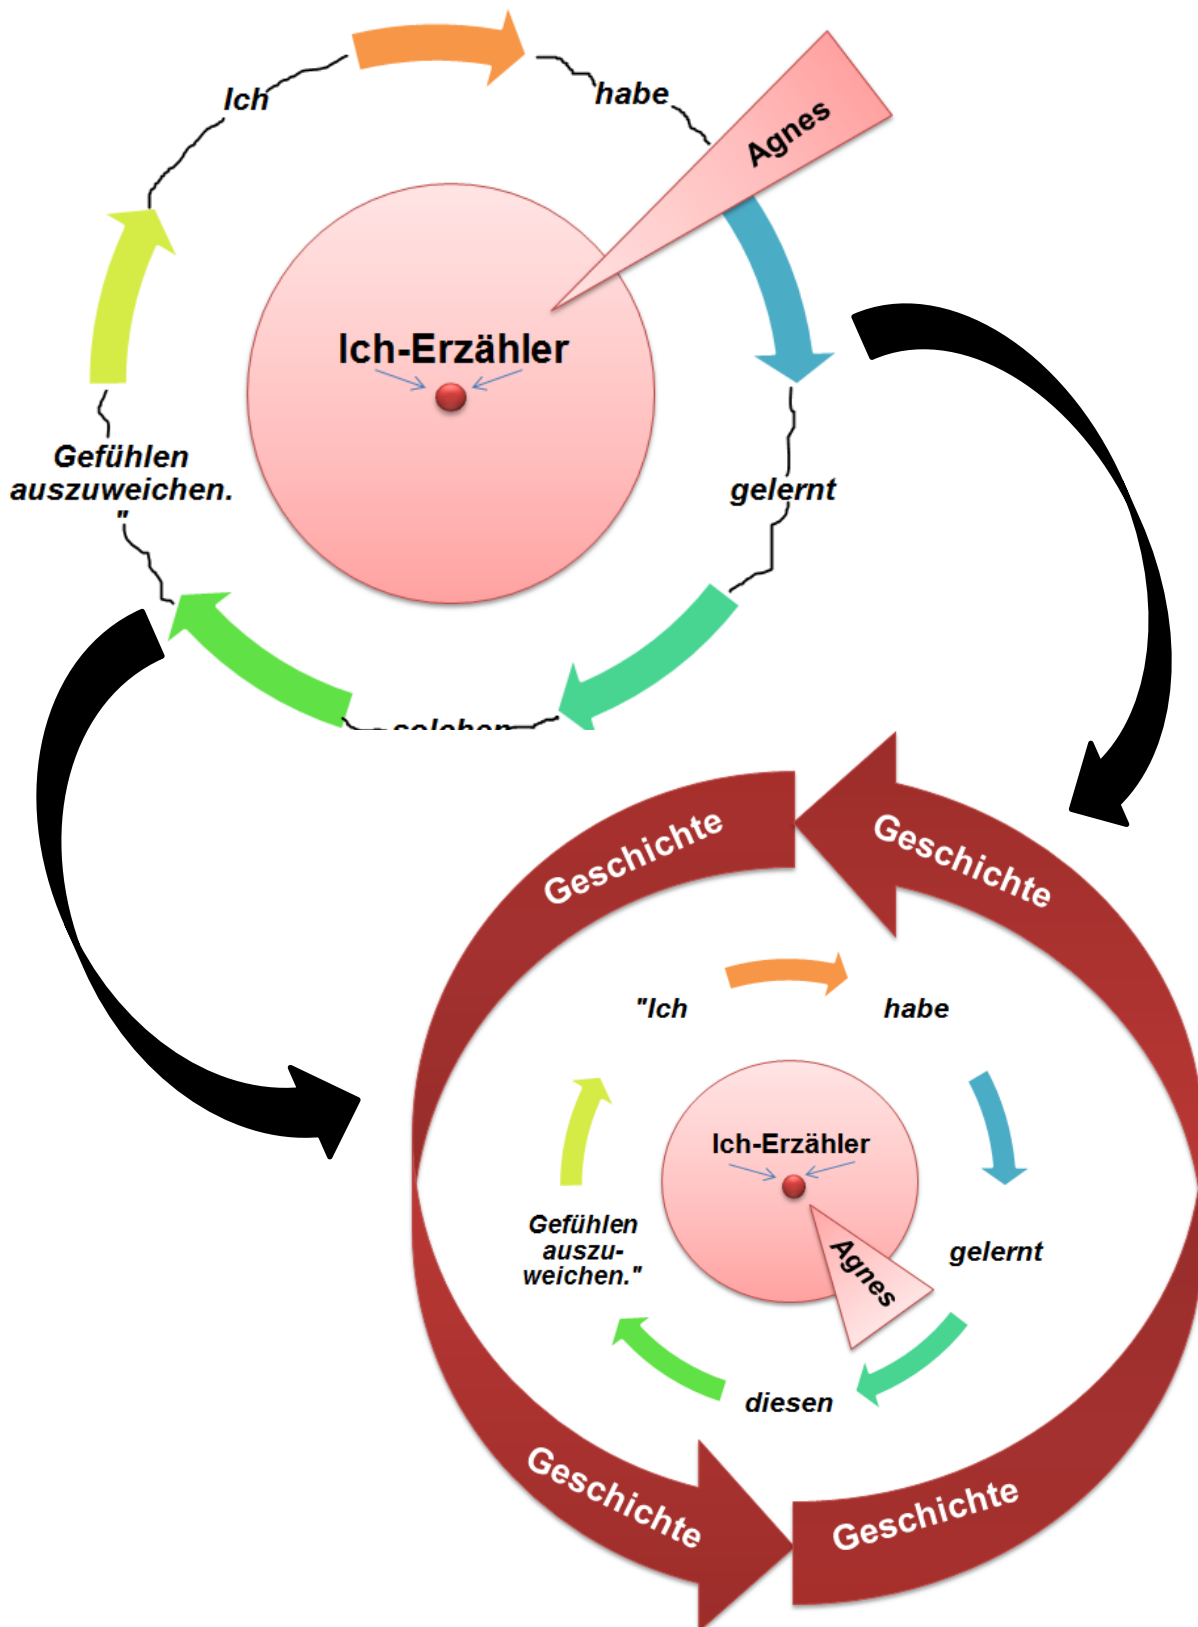 Ich
habe
Agnes
Ich-Erzähler
gelernt
solchen
Gefühlen
auszuweichen.
"
Geschichte
Geschichte
"Ich
habe
Ich-Erzähler
Agnes
gelernt
diesen
Gefühlen
auszu-
weichen."
Geschichte
Geschichte